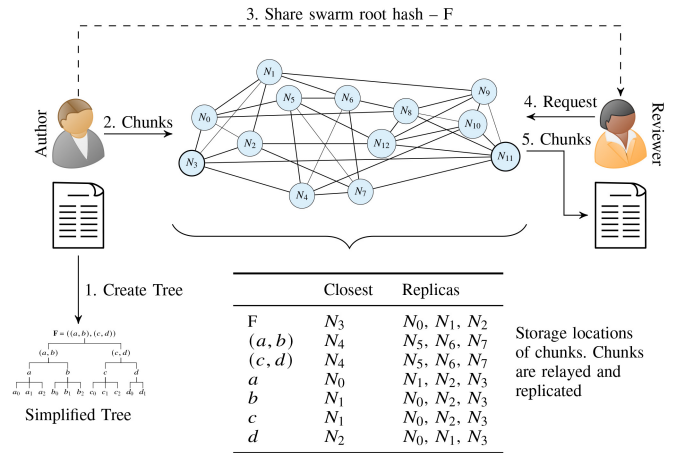 3. Share swarm root hash – F
Author
2. Chunks
N1
N5
N6
N9
N0
N8
N10
N2
N12
N3
N11
N4
N7
4. Request
5. Chunks
Reviewer
1. Create Tree
F = ((a, b), (c, d))
(a, b) (c, d)
a b c d
a0 a1 a2 b0 b1 b2 c0 c1 c2 d0 d1
Simplified Tree
Closest Replicas
F N3 N0, N1, N2
(a, b) N4 N5, N6, N7
(c, d) N4 N5, N6, N7
a N0 N1, N2, N3
b N1 N0, N2, N3
c N1 N0, N2, N3
d N2 N0, N1, N3
Storage locations
of chunks. Chunks
are relayed and
replicated